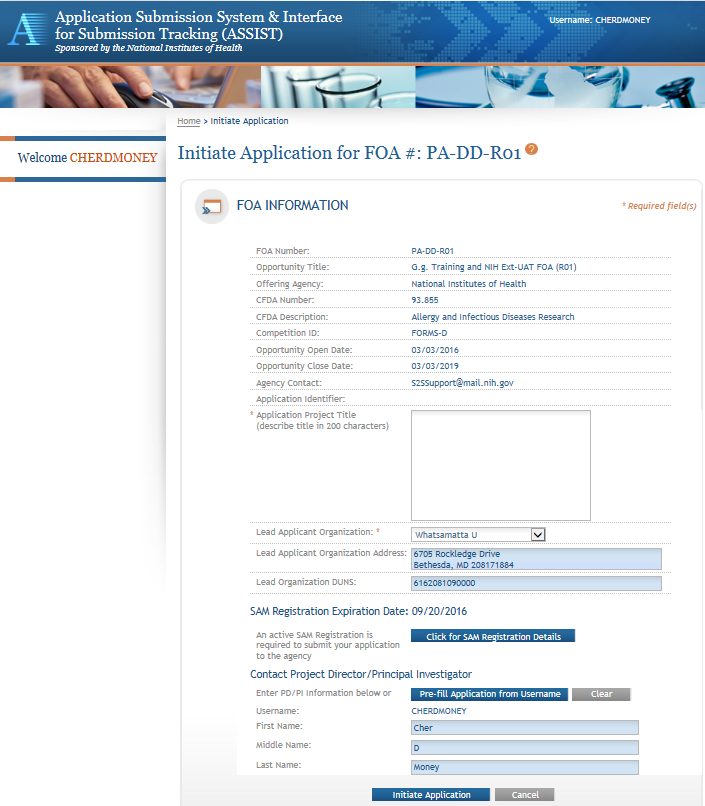 Application Submission System & Interface
for Submission Tracking (ASSIST)
Sponsored by the National Institutes of Health
Username: CHERDMONEY
Home > Initiate Application
Welcome CHERDMONEY
Initiate Application for FOA #: PA-DD-R01 ?
FOA INFORMATION
* Required field(s)
FOA Number: PA-DD-R01
Opportunity Title: G.g. Training and NIH Ext-UAT FOA (R01)
Offering Agency: National Institutes of Health
CFDA Number: 93.855
CFDA Description: Allergy and Infectious Diseases Research
Competition ID: FORMS-D
Opportunity Open Date: 03/03/2016
Opportunity Close Date: 03/03/2019
Agency Contact: S2SSupport@mail.nih.gov
Application Identifier:
* Application Project Title
(describe title in 200 characters)
Lead Applicant Organization: * Whatsamatta U
Lead Applicant Organization Address: 6705 Rockledge Drive
Bethesda, MD 208171884
Lead Organization DUNS: 6162081090000
SAM Registration Expiration Date: 09/20/2016
An active SAM Registration is
required to submit your application
to the agency
Click for SAM Registration Details
Contact Project Director/Principal Investigator
Enter PD/PI Information below or Pre-fill Application from Username Clear
Username: CHERDMONEY
First Name: Cher
Middle Name: D
Last Name: Money
Initiate Application Cancel